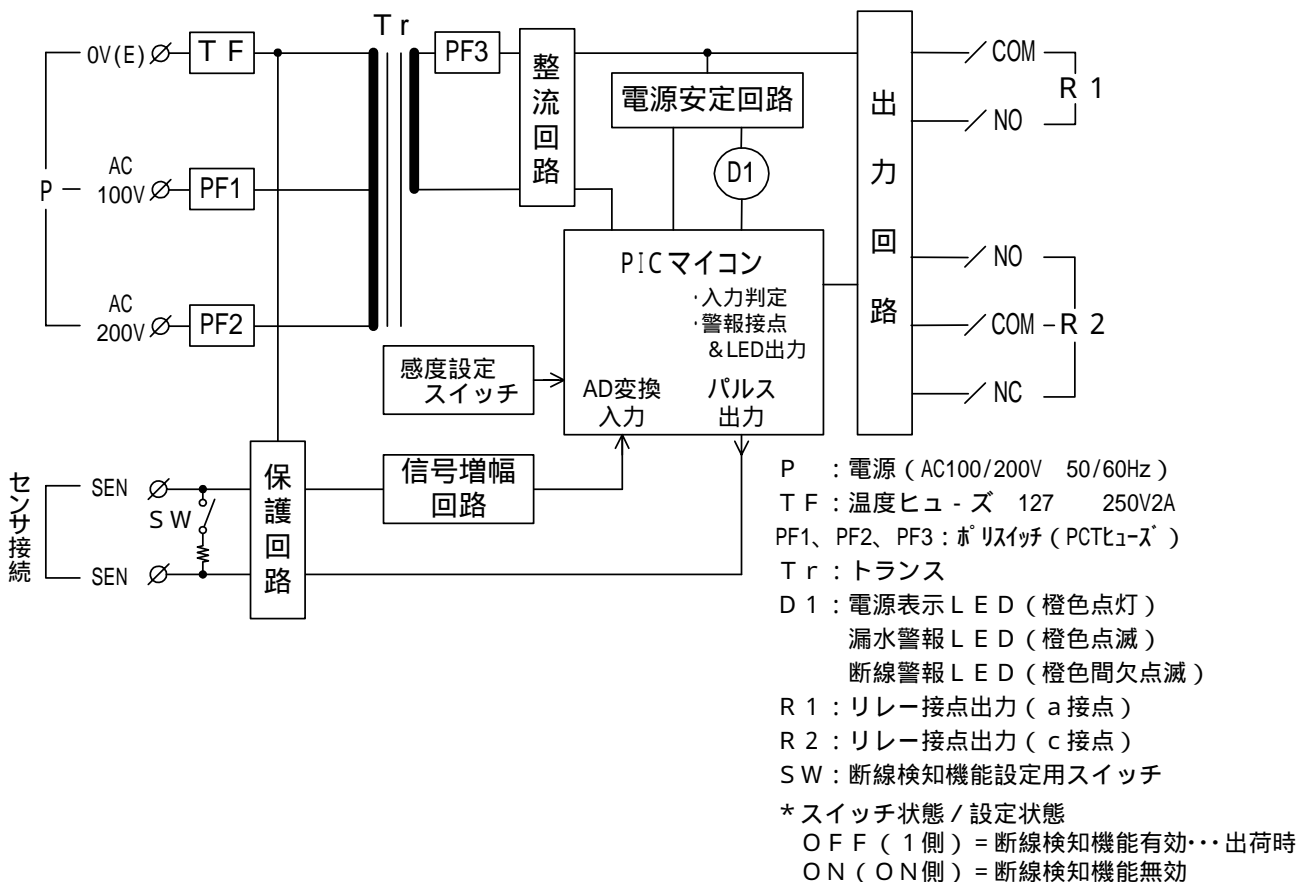 Ｔｒ
0V(E)
ＴＦ
PF3
整流回路
電源安定回路
D1
出力回路
COM
Ｒ１
NO
P
AC
100V
PF1
AC
200V
PF2
PICマイコン
･入力判定
･警報接点
&LED出力
AD変換
入力
パルス
出力
感度設定
スイッチ
NO
COM
Ｒ２
NC
センサ接続
SEN
ＳＷ
SEN
保護回路
信号増幅
回路
P ：電源（AC100/200V 50/60Hz）
ＴＦ：温度ヒュ‐ズ 127 250V2A
PF1、PF2、PF3：ﾎﾟﾘｽｲｯﾁ（PCTﾋｭｰｽﾞ）
Ｔｒ：トランス
Ｄ１：電源表示ＬＥＤ（橙色点灯）
漏水警報ＬＥＤ（橙色点滅）
断線警報ＬＥＤ（橙色間欠点滅）
Ｒ１：リレー接点出力（ａ接点）
Ｒ２：リレー接点出力（ｃ接点）
ＳＷ：断線検知機能設定用スイッチ
＊スイッチ状態／設定状態
ＯＦＦ（１側）＝断線検知機能有効･･･出荷時
ＯＮ（ＯＮ側）＝断線検知機能無効